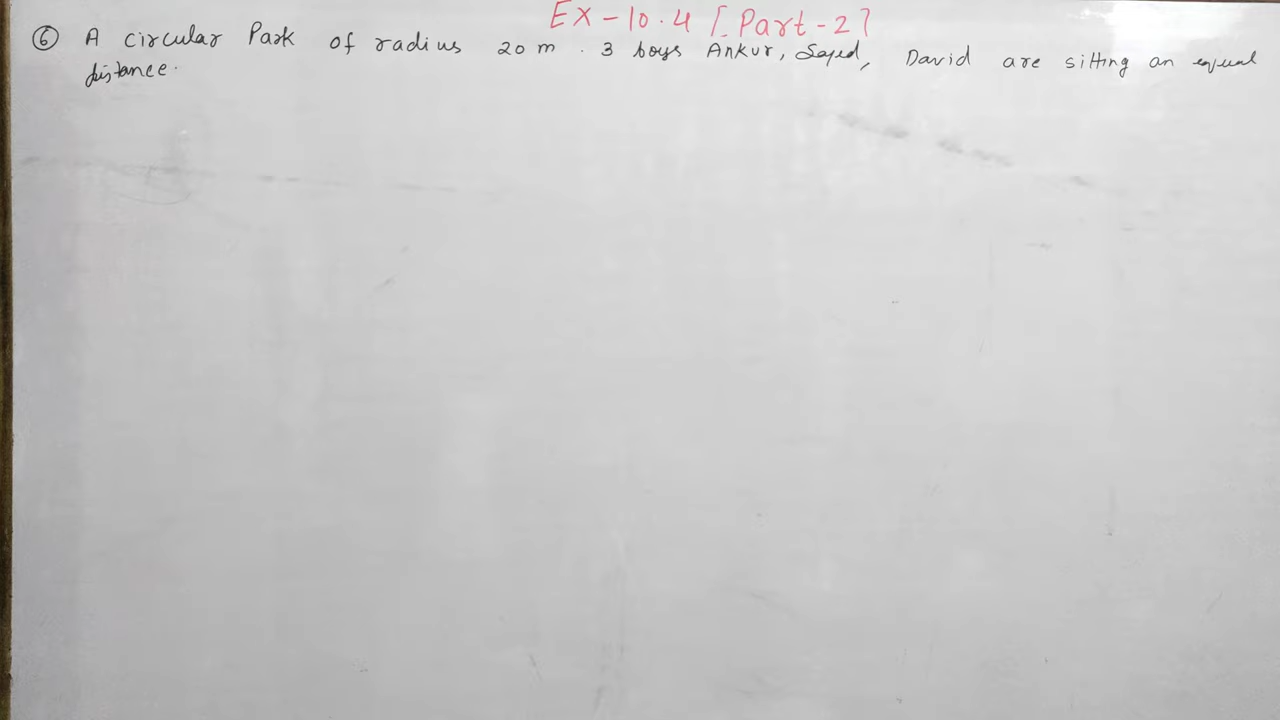 Ex-10.4 [Part-2]
⑥ A circular Park of radius 20 m . 3 boys Ankur, Sayed, David are sitting an equal
distance.